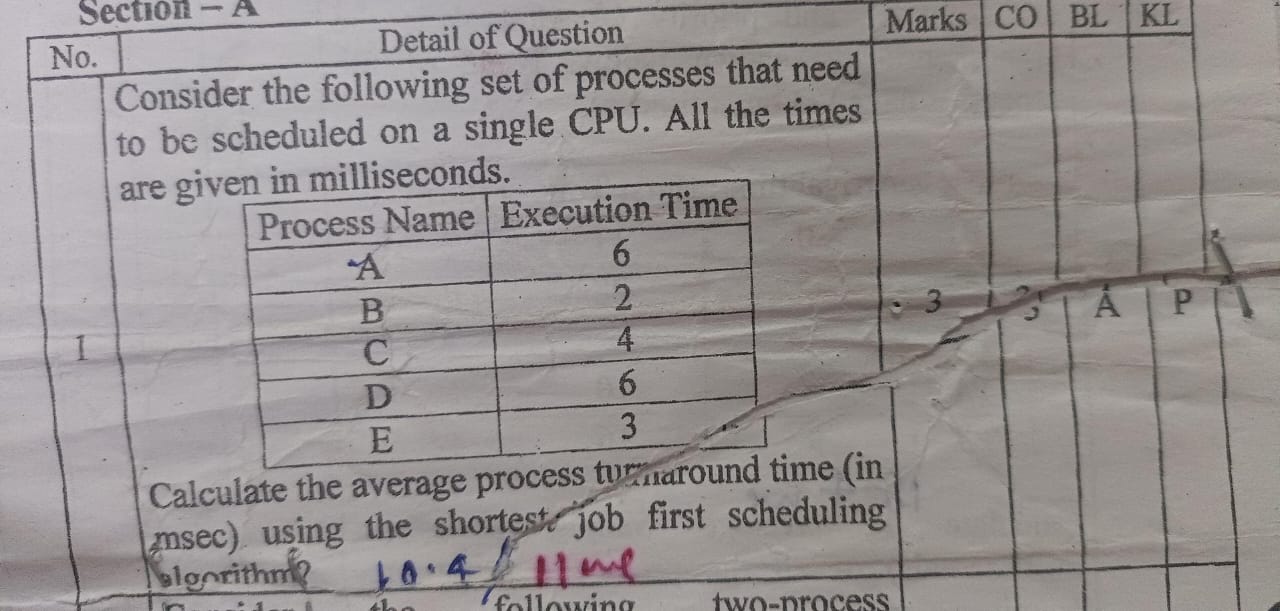 Section – A
No. Detail of Question Marks CO BL KL
Consider the following set of processes that need
to be scheduled on a single CPU. All the times
are given in milliseconds.
Process Name Execution Time
A 6
B 2
C 4
D 6
E 3
1 3 3 A P
Calculate the average process turnaround time (in
msec) using the shortest job first scheduling
algorithm?
10.4 / 11 me
the following two-process